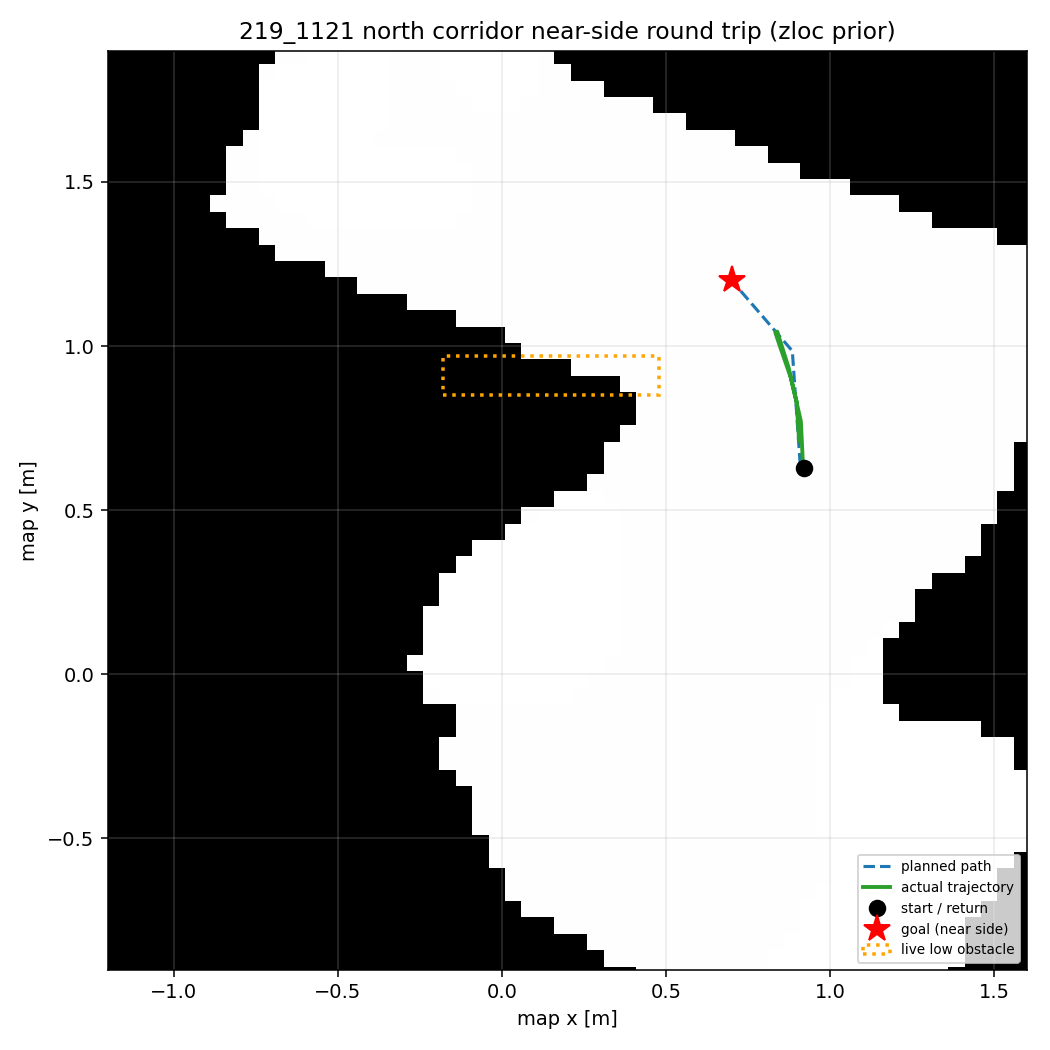 219_1121 north corridor near-side round trip (zloc prior)
map y [m]
1.5
1.0
0.5
0.0
−0.5
−1.0
−0.5
0.0
0.5
1.0
1.5
map x [m]
planned path
actual trajectory
start / return
goal (near side)
live low obstacle